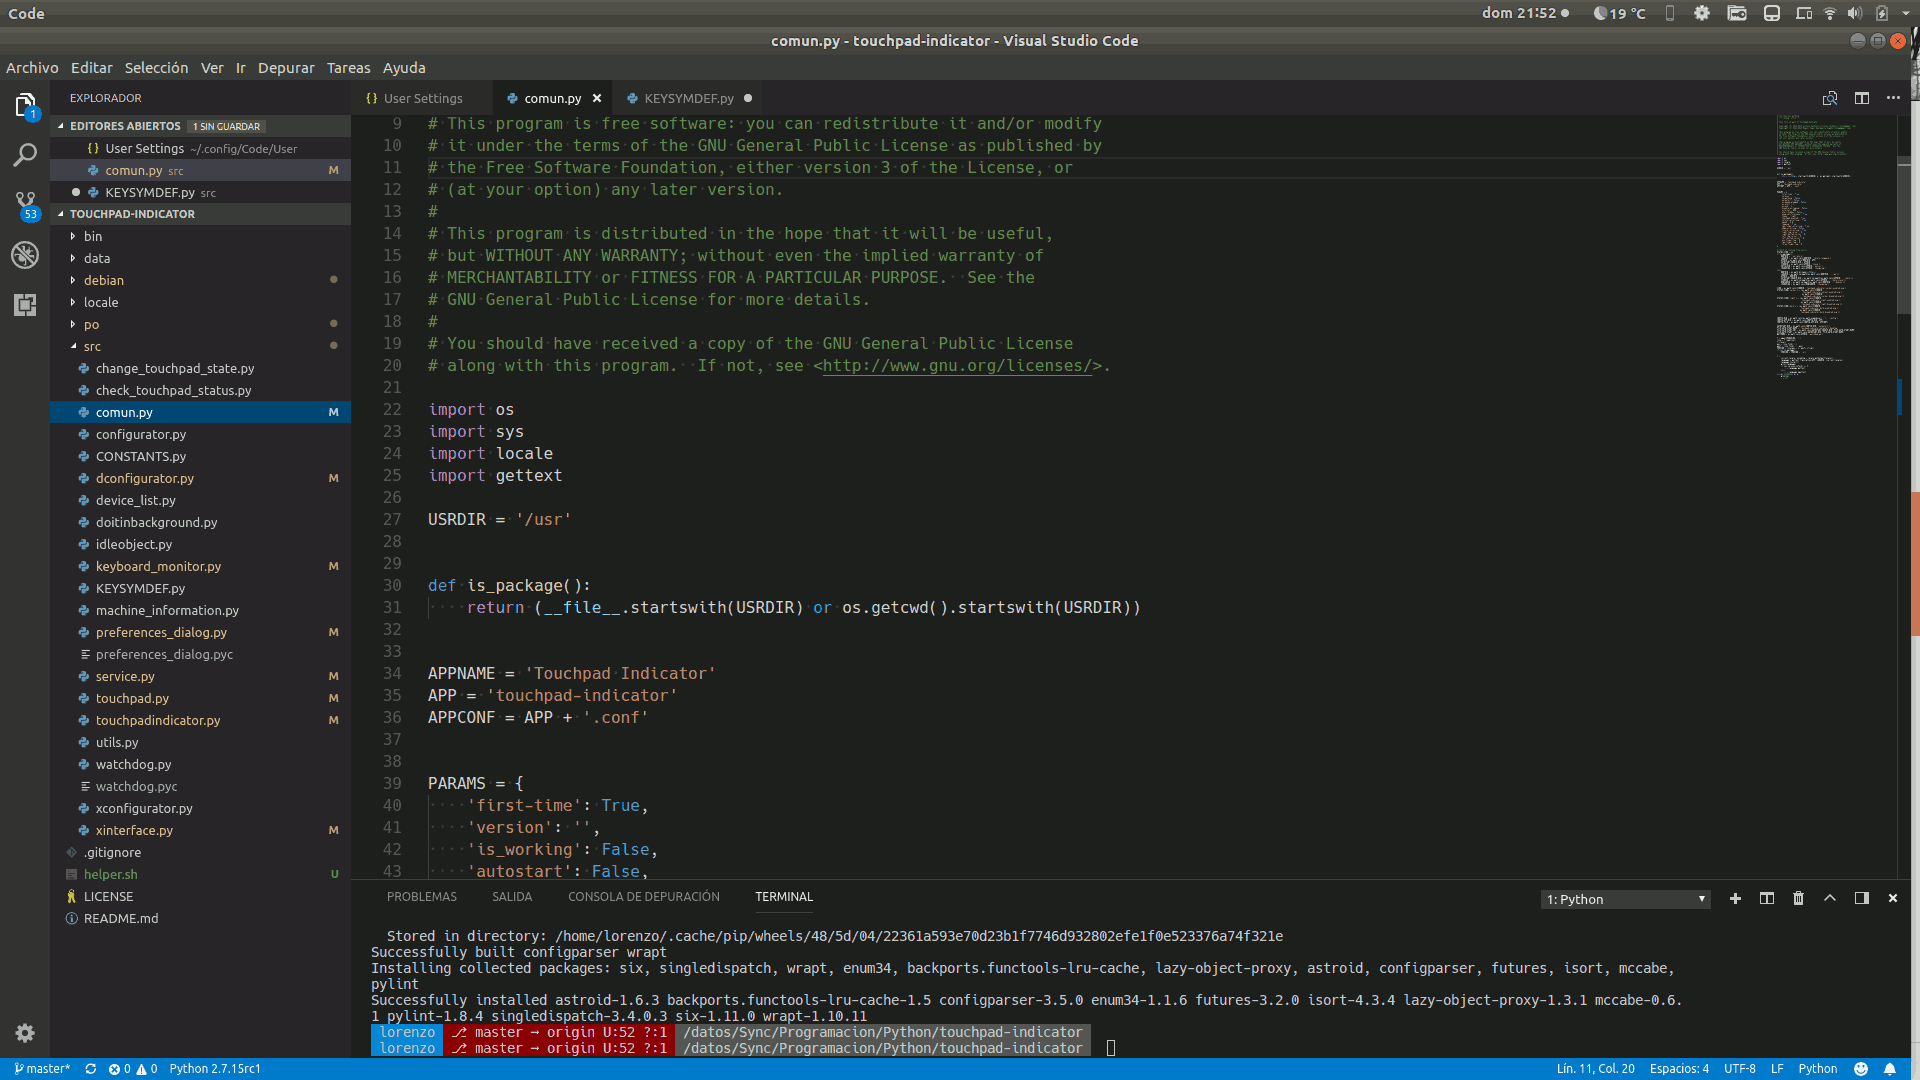 Code
dom 21:52
19 °C
comun.py - touchpad-indicator - Visual Studio Code
Archivo Editar Selección Ver Ir Depurar Tareas Ayuda
EXPLORADOR
1
EDITORES ABIERTOS 1 SIN GUARDAR
{} User Settings ~/.config/Code/User
comun.py src M
KEYSYMDEF.py src
53
TOUCHPAD-INDICATOR
bin
data
debian
locale
po
src
change_touchpad_state.py
check_touchpad_status.py
comun.py M
configurator.py
CONSTANTS.py
dconfigurator.py M
device_list.py
doitinbackground.py
idleobject.py
keyboard_monitor.py M
KEYSYMDEF.py
machine_information.py
preferences_dialog.py M
preferences_dialog.pyc
service.py M
touchpad.py M
touchpadindicator.py M
utils.py
watchdog.py
watchdog.pyc
xconfigurator.py
xinterface.py M
.gitignore
helper.sh U
LICENSE
README.md
{} User Settings comun.py KEYSYMDEF.py
9 # This program is free software: you can redistribute it and/or modify
10 # it under the terms of the GNU General Public License as published by
11 # the Free Software Foundation, either version 3 of the License, or
12 # (at your option) any later version.
13 #
14 # This program is distributed in the hope that it will be useful,
15 # but WITHOUT ANY WARRANTY; without even the implied warranty of
16 # MERCHANTABILITY or FITNESS FOR A PARTICULAR PURPOSE.  See the
17 # GNU General Public License for more details.
18 #
19 # You should have received a copy of the GNU General Public License
20 # along with this program.  If not, see <http://www.gnu.org/licenses/>.
21
22 import os
23 import sys
24 import locale
25 import gettext
26
27 USRDIR = '/usr'
28
29
30 def is_package():
31     return (__file__.startswith(USRDIR) or os.getcwd().startswith(USRDIR))
32
33
34 APPNAME = 'Touchpad Indicator'
35 APP = 'touchpad-indicator'
36 APPCONF = APP + '.conf'
37
38
39 PARAMS = {
40     'first-time': True,
41     'version': '',
42     'is_working': False,
43     'autostart': False,
PROBLEMAS SALIDA CONSOLA DE DEPURACIÓN TERMINAL
1: Python
Stored in directory: /home/lorenzo/.cache/pip/wheels/48/5d/04/22361a593e70d23b1f7746d932802efe1f0e523376a74f321e
Successfully built configparser wrapt
Installing collected packages: six, singledispatch, wrapt, enum34, backports.functools-lru-cache, lazy-object-proxy, astroid, configparser, futures, isort, mccabe,
pylint
Successfully installed astroid-1.6.3 backports.functools-lru-cache-1.5 configparser-3.5.0 enum34-1.1.6 futures-3.2.0 isort-4.3.4 lazy-object-proxy-1.3.1 mccabe-0.6.
1 pylint-1.8.4 singledispatch-3.4.0.3 six-1.11.0 wrapt-1.10.11
lorenzo ⎇ master → origin U:52 ?:1 /datos/Sync/Programacion/Python/touchpad-indicator
lorenzo ⎇ master → origin U:52 ?:1 /datos/Sync/Programacion/Python/touchpad-indicator
master* 0 0 Python 2.7.15rc1
Lín. 11, Col. 20 Espacios: 4 UTF-8 LF Python